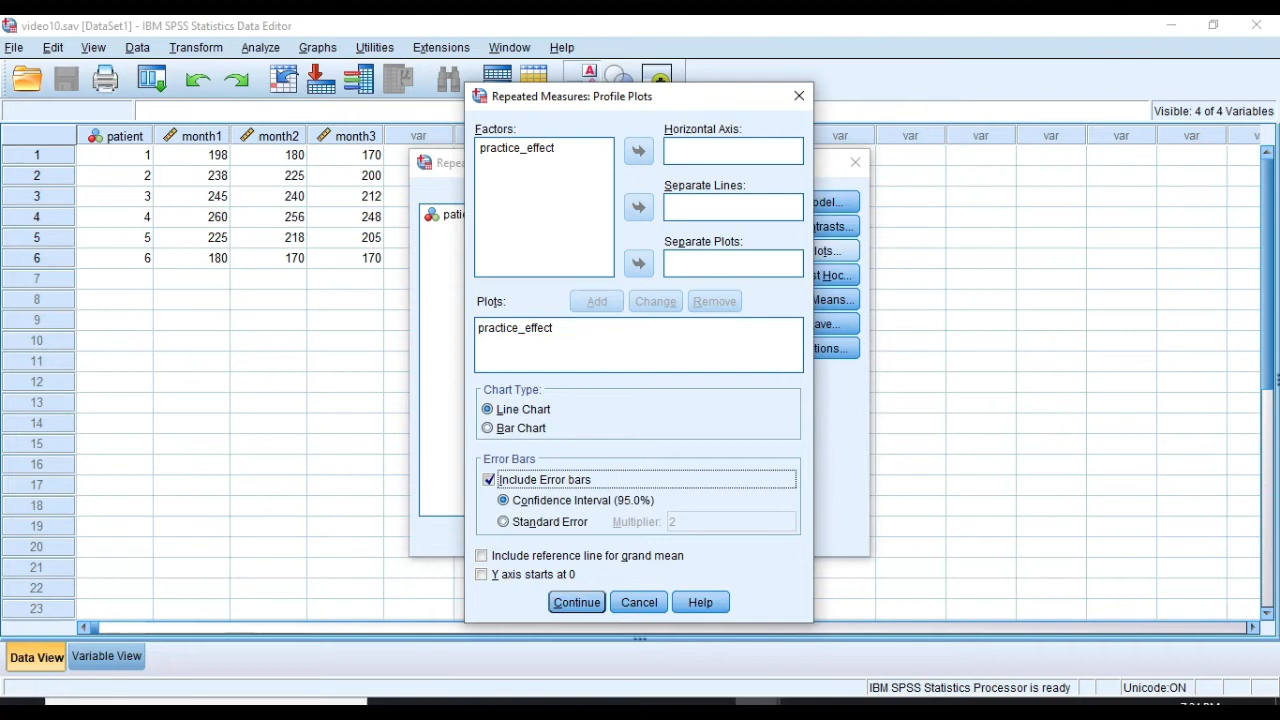 video10.sav [DataSet1] - IBM SPSS Statistics Data Editor
File Edit View Data Transform Analyze Graphs Utilities Extensions Window Help
Visible: 4 of 4 Variables
patient month1 month2 month3 var var var var var var var
1 1 198 180 170
2 2 238 225 200
3 3 245 240 212
4 4 260 256 248
5 5 225 218 205
6 6 180 170 170
7
8
9
10
11
12
13
14
15
16
17
18
19
20
21
22
23
Repeated Measures: Profile Plots
Factors:
practice_effect
Horizontal Axis:
Separate Lines:
Separate Plots:
Plots:
Add Change Remove
practice_effect
Chart Type:
Line Chart
Bar Chart
Error Bars
Include Error bars
Confidence Interval (95.0%)
Standard Error Multiplier: 2
Include reference line for grand mean
Y axis starts at 0
Continue Cancel Help
Data View Variable View
IBM SPSS Statistics Processor is ready Unicode:ON